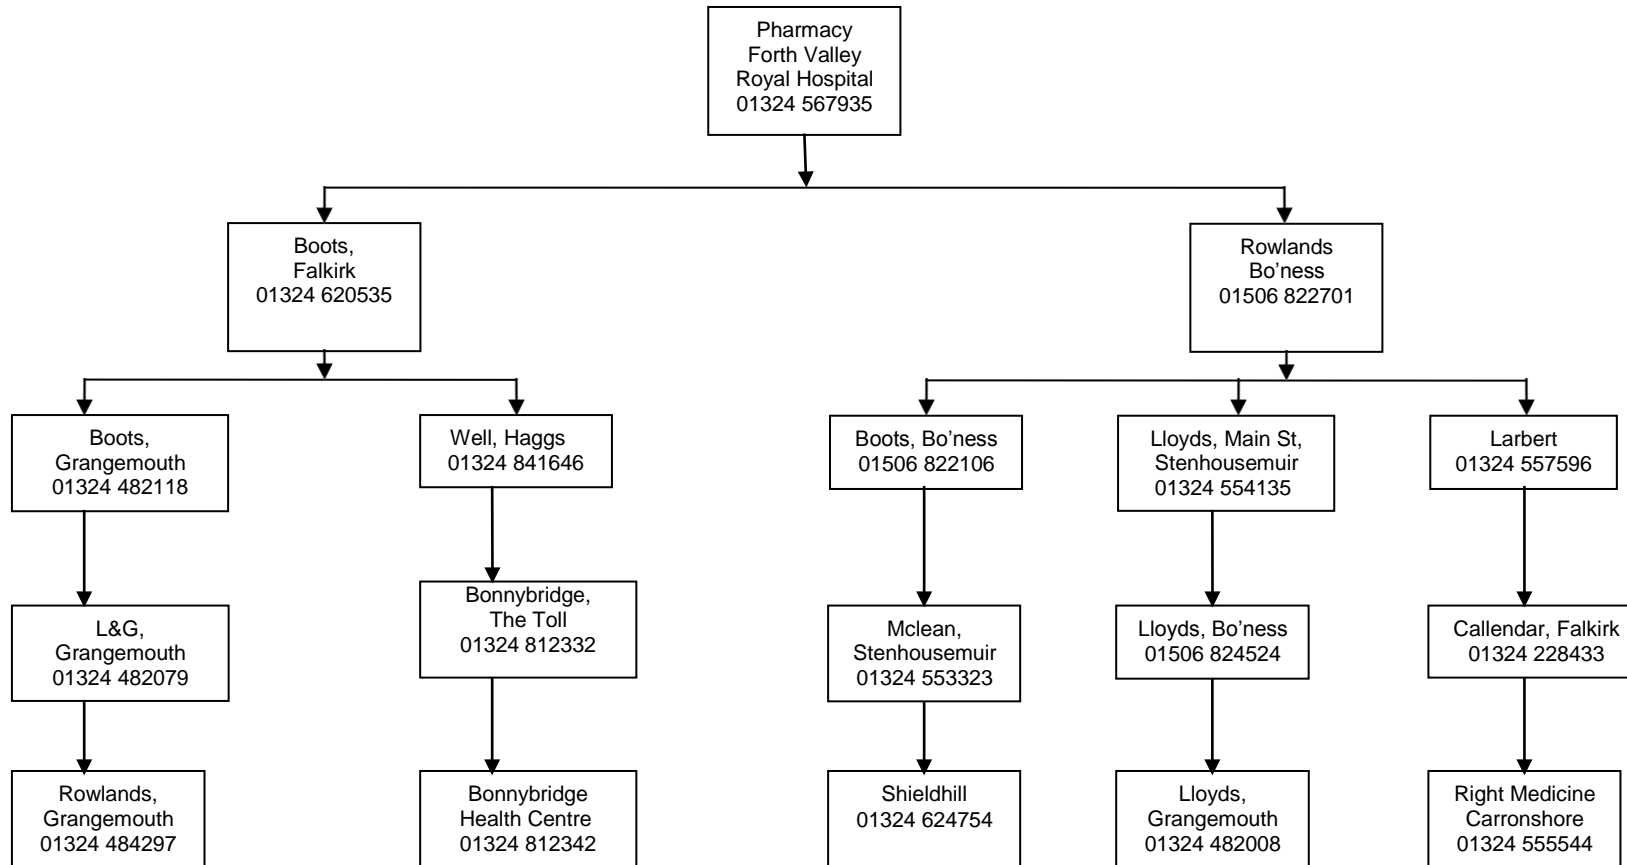 Pharmacy
Forth Valley
Royal Hospital
01324 567935
Boots,
Falkirk
01324 620535
Rowlands
Bo’ness
01506 822701
Boots,
Grangemouth
01324 482118
Well, Haggs
01324 841646
Boots, Bo’ness
01506 822106
Lloyds, Main St,
Stenhousemuir
01324 554135
Larbert
01324 557596
L&G,
Grangemouth
01324 482079
Bonnybridge,
The Toll
01324 812332
Mclean,
Stenhousemuir
01324 553323
Lloyds, Bo’ness
01506 824524
Callendar, Falkirk
01324 228433
Rowlands,
Grangemouth
01324 484297
Bonnybridge
Health Centre
01324 812342
Shieldhill
01324 624754
Lloyds,
Grangemouth
01324 482008
Right Medicine
Carronshore
01324 555544